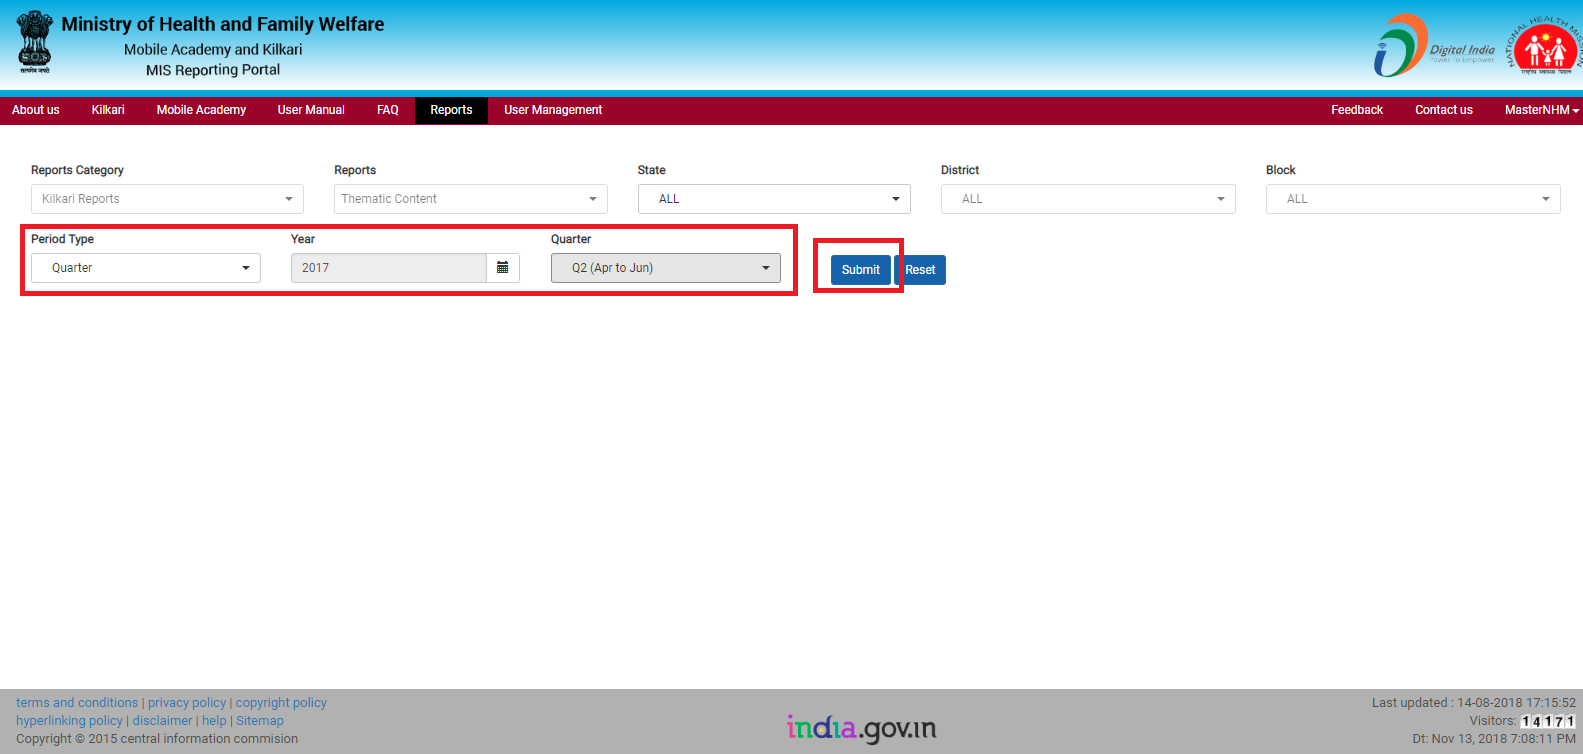 Ministry of Health and Family Welfare
Mobile Academy and Kilkari
MIS Reporting Portal
सत्यमेव जयते
Digital India
Power To Empower
NATIONAL HEALTH MISSION
राष्ट्रीय स्वास्थ्य मिशन
About us Kilkari Mobile Academy User Manual FAQ Reports User Management Feedback Contact us MasterNHM
Reports Category Reports State District Block
Kilkari Reports Thematic Content ALL ALL ALL
Period Type Year Quarter
Quarter 2017 Q2 (Apr to Jun) Submit Reset
terms and conditions | privacy policy | copyright policy
hyperlinking policy | disclaimer | help | Sitemap
Copyright © 2015 central information commision
india.gov.in
Last updated : 14-08-2018 17:15:52
Visitors: 14171
Dt: Nov 13, 2018 7:08:11 PM